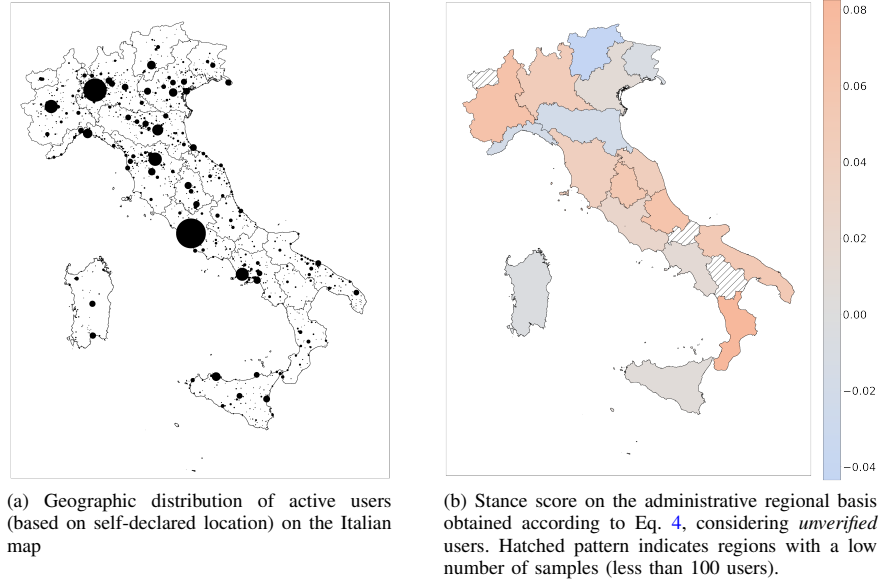 0.08
0.06
0.04
0.02
0.00
−0.02
−0.04
(a) Geographic distribution of active users
(based on self-declared location) on the Italian
map
(b) Stance score on the administrative regional basis
obtained according to Eq. 4, considering unverified
users. Hatched pattern indicates regions with a low
number of samples (less than 100 users).